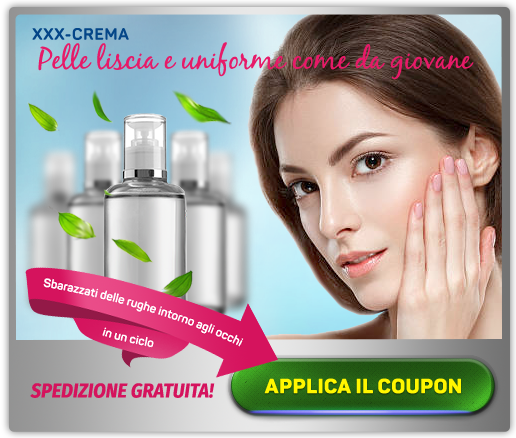 XXX-CREMA
Pelle liscia e uniforme come da giovane
Sbarazzati delle rughe intorno agli occhi
in un ciclo
SPEDIZIONE GRATUITA!
APPLICA IL COUPON